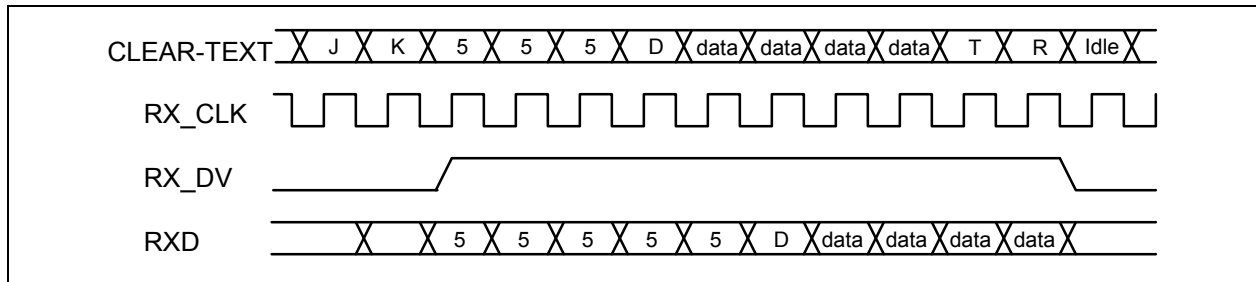 CLEAR-TEXT J K 5 5 5 D data data data data T R Idle
RX_CLK
RX_DV
RXD 5 5 5 5 5 D data data data data